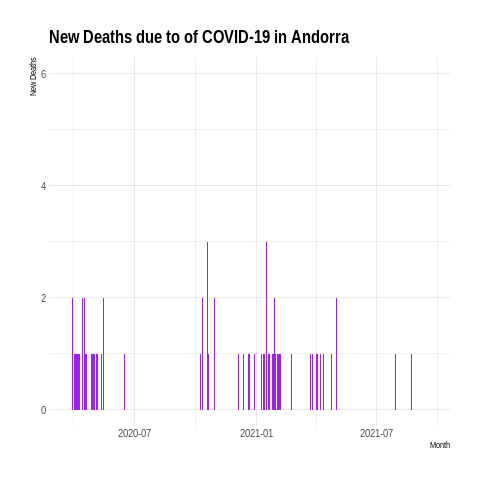 New Deaths due to of COVID-19 in Andorra
New Deaths
6
4
2
0
2020-07 2021-01 2021-07
Month